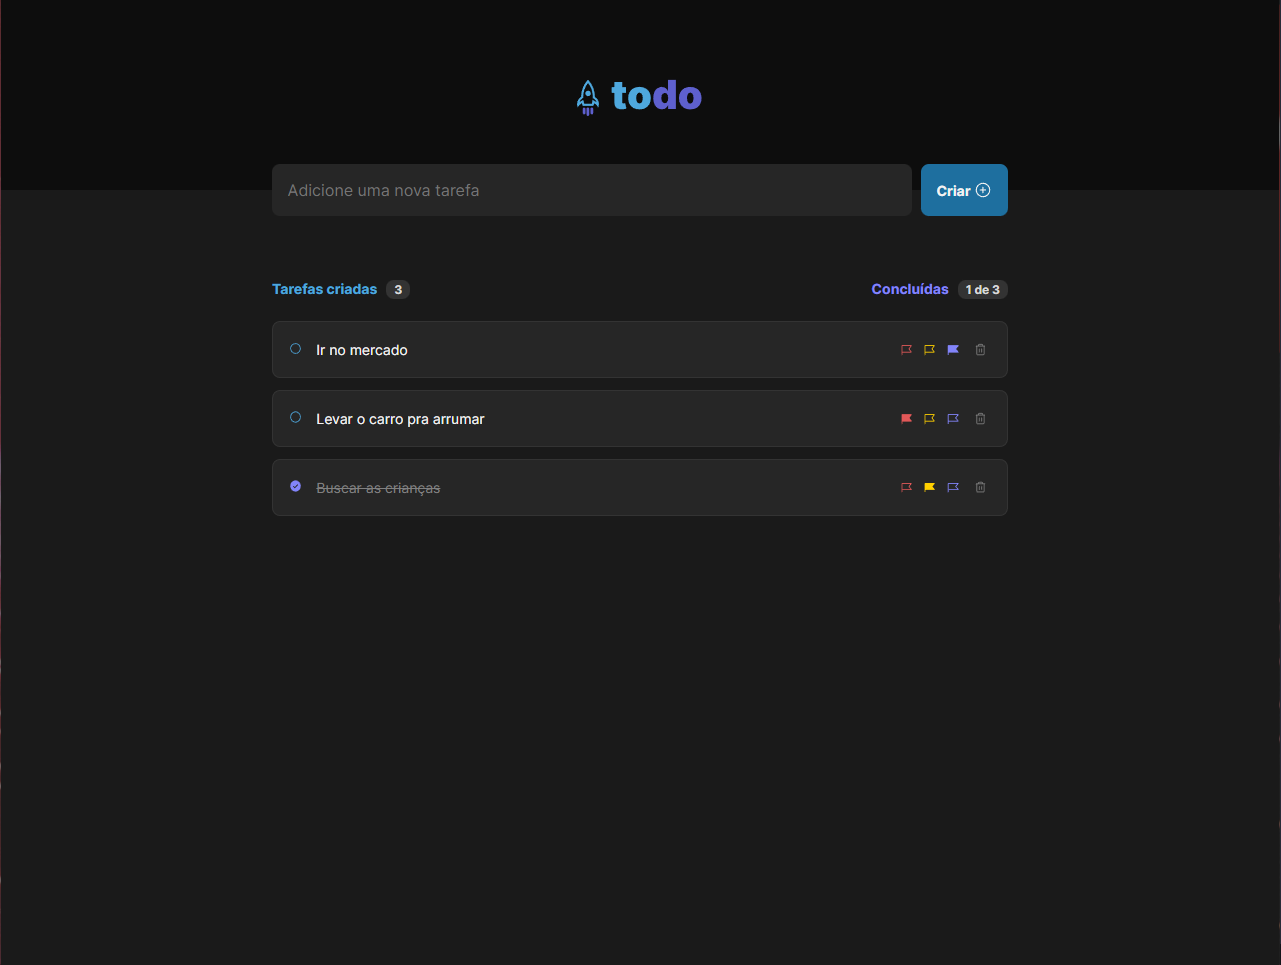 todo
Adicione uma nova tarefa
Criar
Tarefas criadas 3
Concluídas 1 de 3
Ir no mercado
Levar o carro pra arrumar
Buscar as crianças